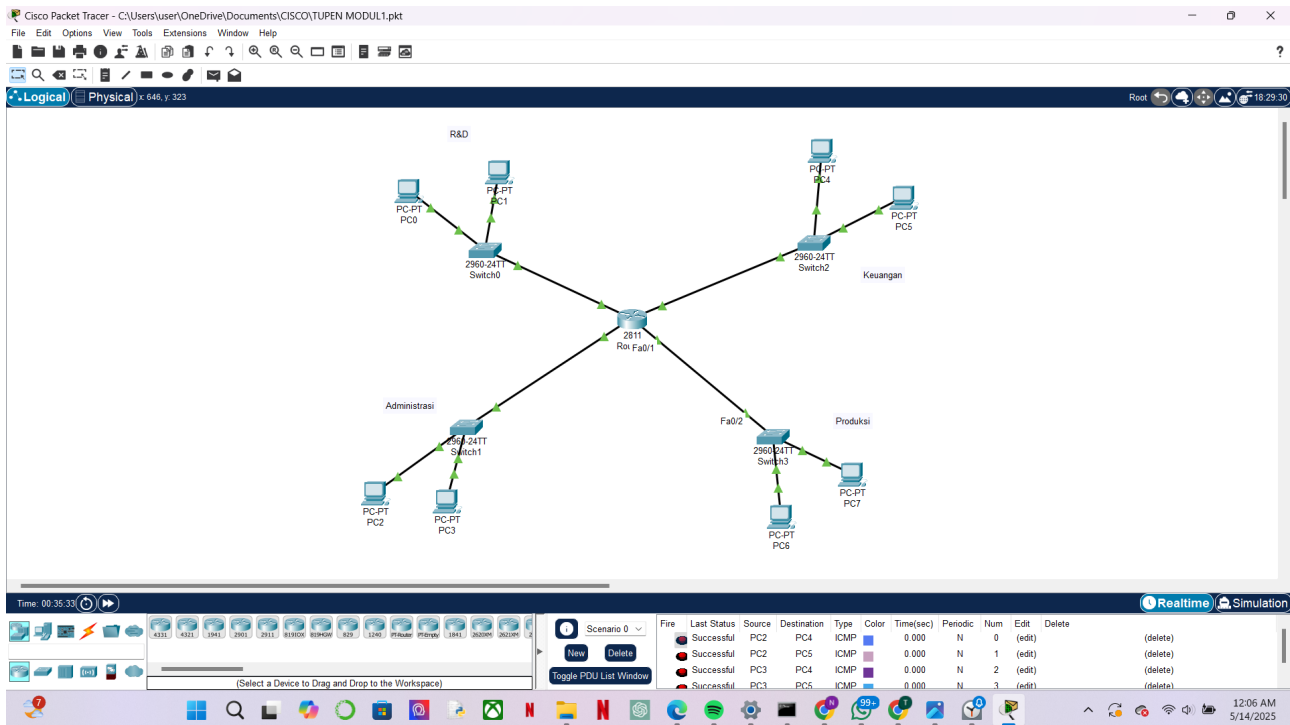 Cisco Packet Tracer - C:\Users\user\OneDrive\Documents\CISCO\TUPEN MODUL1.pkt
File Edit Options View Tools Extensions Window Help
?
Logical Physical x: 646, y: 323
Root 18:29:30
R&D
PC-PT
PC0
PC-PT
PC1
2960-24TT
Switch0
PC-PT
PC4
PC-PT
PC5
2960-24TT
Switch2
Keuangan
2811
Fa0/1
Administrasi
2960-24TT
Switch1
PC-PT
PC2
PC-PT
PC3
Fa0/2
Produksi
2960-24TT
Switch3
PC-PT
PC7
PC-PT
PC6
Time: 00:35:33
Realtime Simulation
4331 4321 1941 2901 2911 819IOX 819HGW 829 1240 PT-Router PT-Empty 1841 2620XM 2621XM
(Select a Device to Drag and Drop to the Workspace)
Scenario 0
New Delete
Toggle PDU List Window
Fire Last Status Source Destination Type Color Time(sec) Periodic Num Edit Delete
Successful PC2 PC4 ICMP 0.000 N 0 (edit) (delete)
Successful PC2 PC5 ICMP 0.000 N 1 (edit) (delete)
Successful PC3 PC4 ICMP 0.000 N 2 (edit) (delete)
Successful PC3 PC5 ICMP 0.000 N 3 (edit) (delete)
7
99+
12:06 AM
5/14/2025